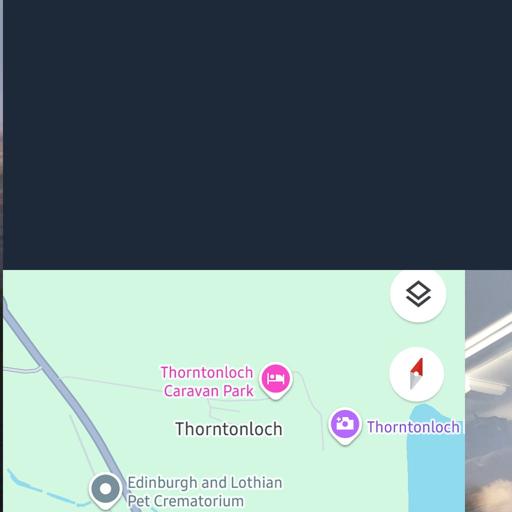 Thorntonloch
Caravan Park
Thorntonloch
Thorntonloch
Edinburgh and Lothian
Pet Crematorium